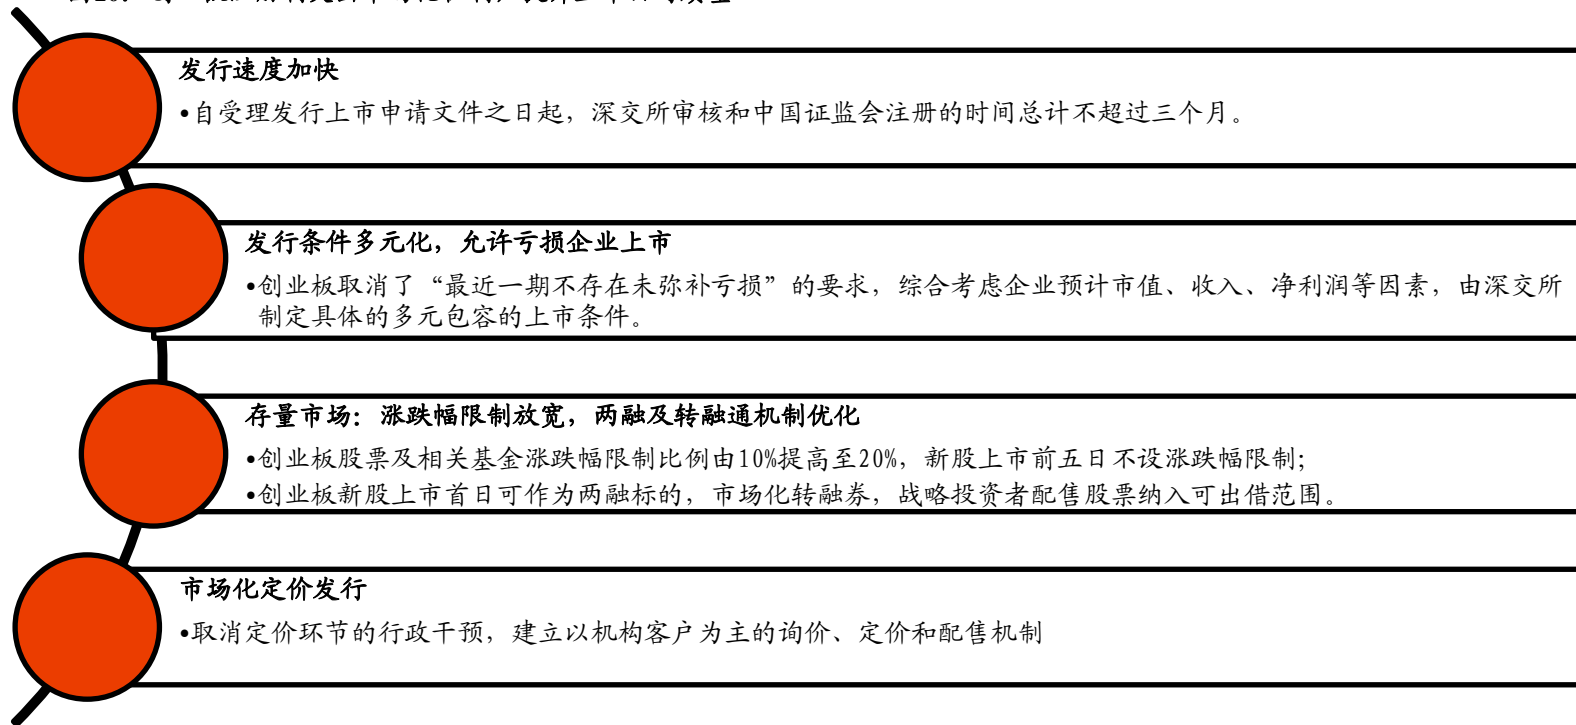 发行速度加快
•自受理发行上市申请文件之日起，深交所审核和中国证监会注册的时间总计不超过三个月。
发行条件多元化，允许亏损企业上市
•创业板取消了“最近一期不存在未弥补亏损”的要求，综合考虑企业预计市值、收入、净利润等因素，由深交所
制定具体的多元包容的上市条件。
存量市场：涨跌幅限制放宽，两融及转融通机制优化
•创业板股票及相关基金涨跌幅限制比例由10%提高至20%，新股上市前五日不设涨跌幅限制;
•创业板新股上市首日可作为两融标的，市场化转融券，战略投资者配售股票纳入可出借范围。
市场化定价发行
•取消定价环节的行政干预，建立以机构客户为主的询价、定价和配售机制